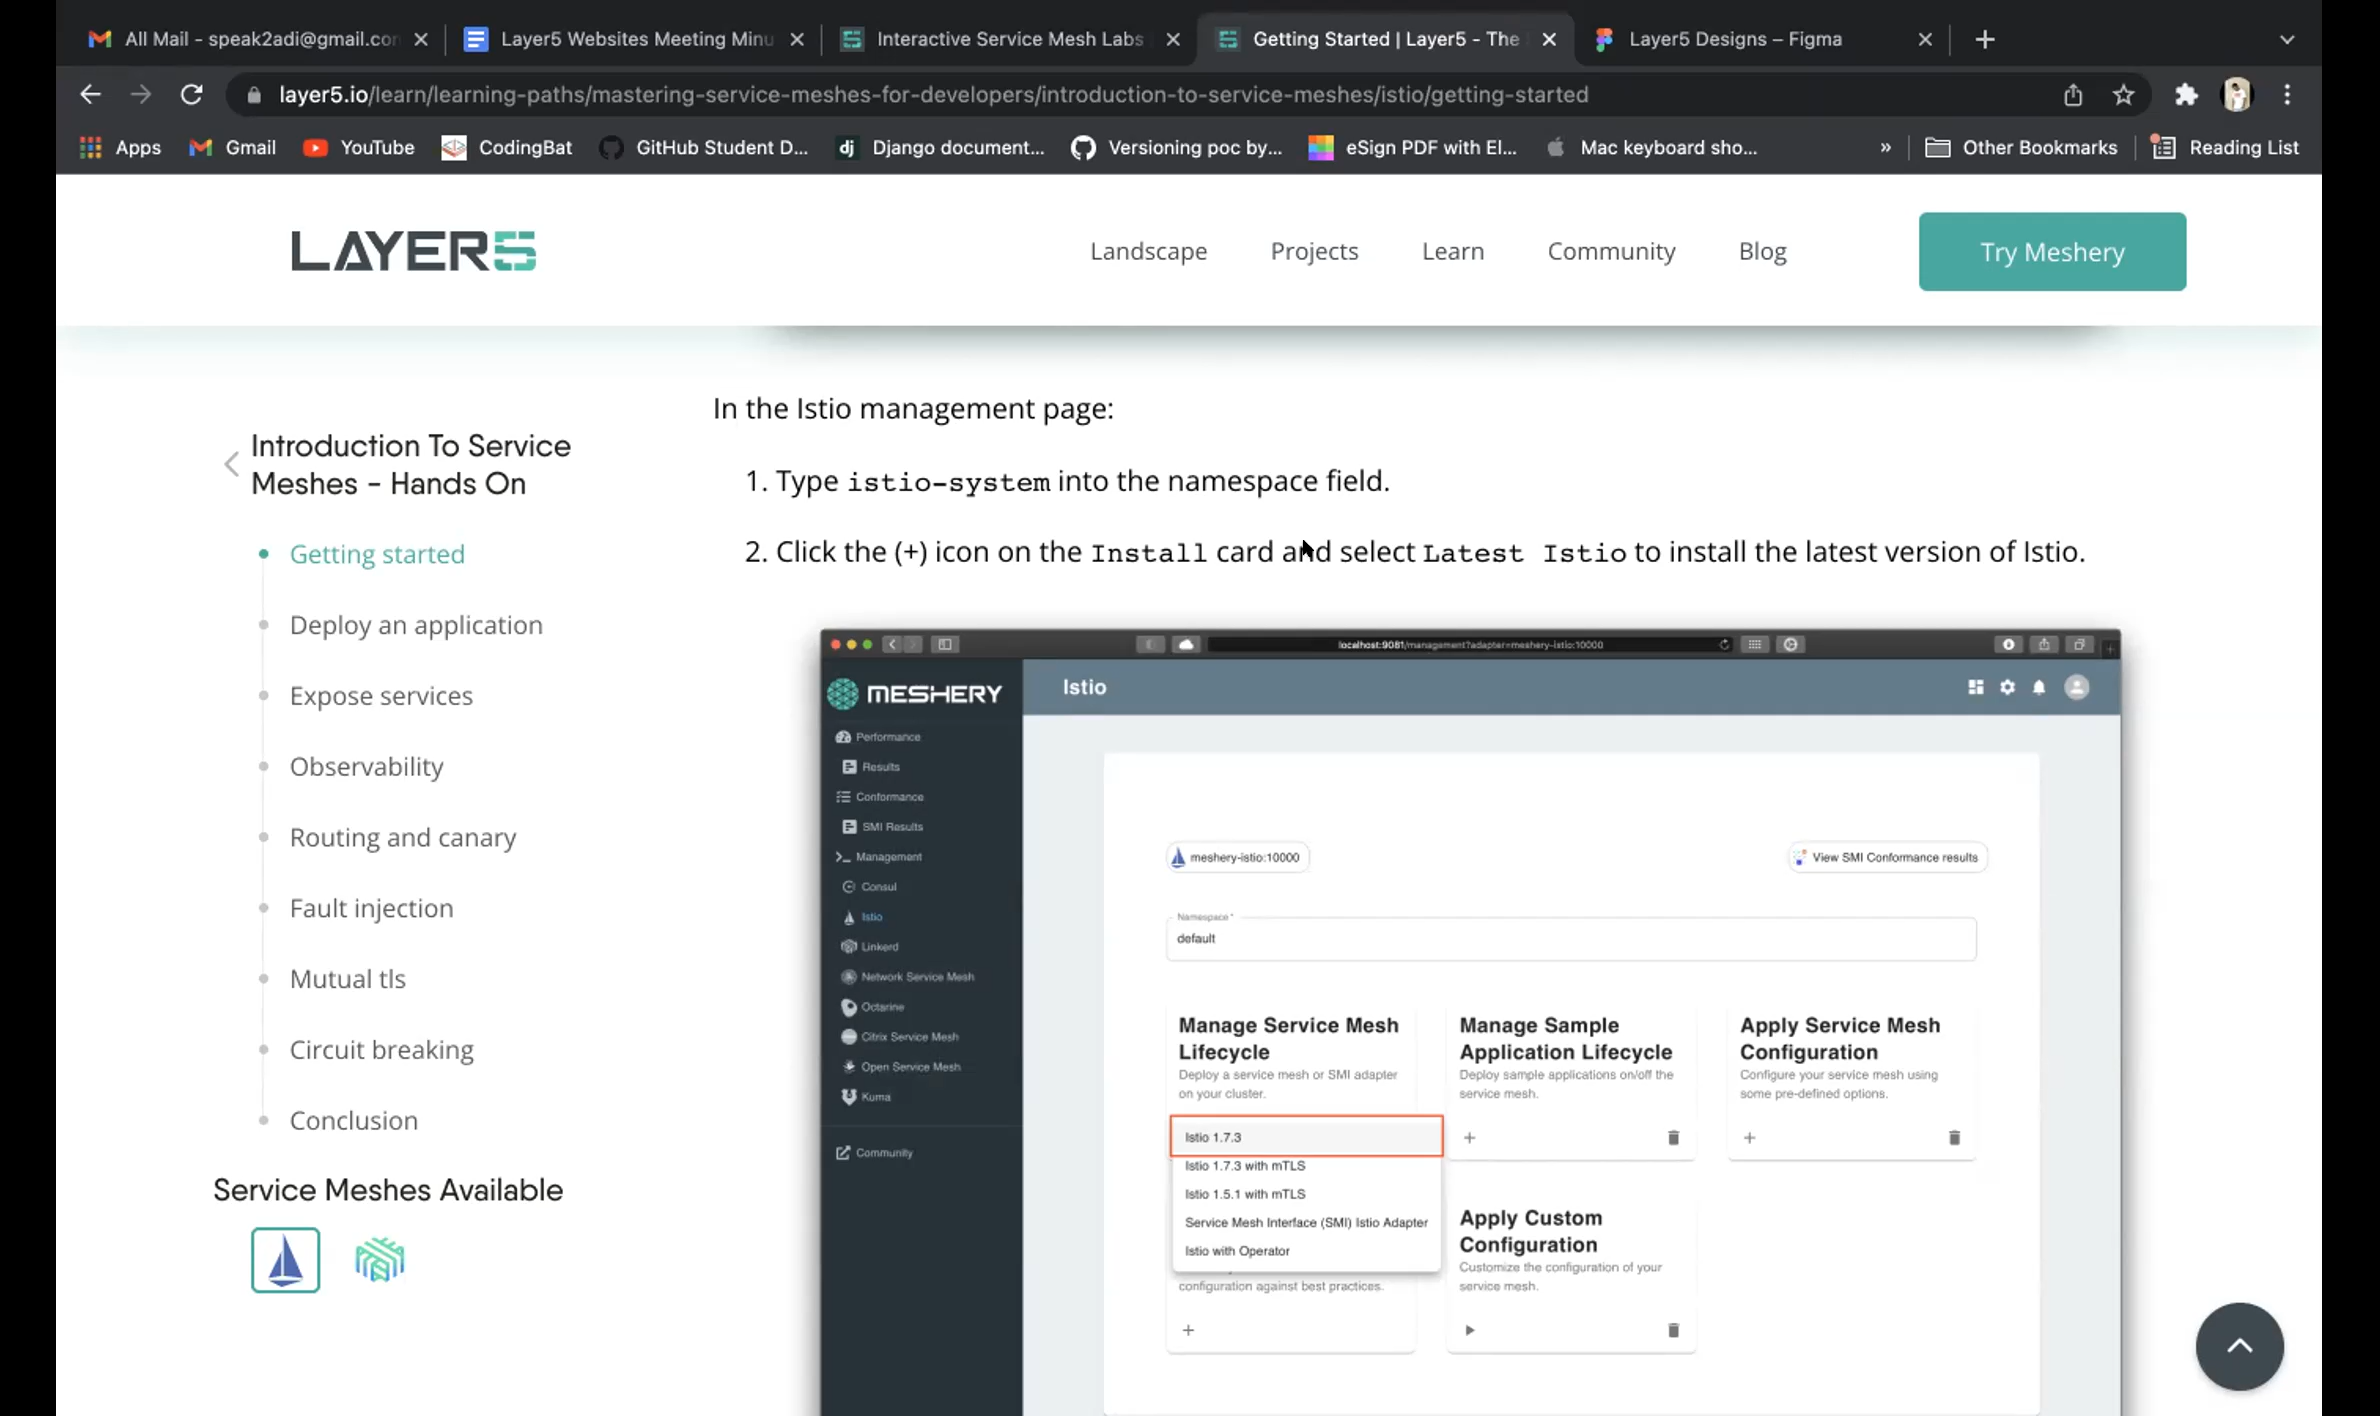 All Mail - speak2adi@gmail.co
Layer5 Websites Meeting Minu
Interactive Service Mesh Labs
Getting Started | Layer5 - The
Layer5 Designs – Figma
layer5.io/learn/learning-paths/mastering-service-meshes-for-developers/introduction-to-service-meshes/istio/getting-started
Apps
Gmail
YouTube
CodingBat
GitHub Student D...
dj
Django document...
Versioning poc by...
eSign PDF with El...
Mac keyboard sho...
»
Other Bookmarks
Reading List
LAYER5
Landscape
Projects
Learn
Community
Blog
Try Meshery
In the Istio management page:
Introduction To Service
Meshes - Hands On
1. Type istio-system into the namespace field.
2. Click the (+) icon on the Install card and select Latest Istio to install the latest version of Istio.
Getting started
Deploy an application
Expose services
Observability
Routing and canary
Fault injection
Mutual tls
Circuit breaking
Conclusion
Service Meshes Available
localhost:9081/management?adapter=meshery-istio:10000
MESHERY
Istio
Performance
Results
Conformance
SMI Results
Management
Consul
Istio
Linkerd
Network Service Mesh
Octarine
Citrix Service Mesh
Open Service Mesh
Kuma
Community
meshery-istio:10000
View SMI Conformance results
Namespace *
default
Manage Service Mesh
Lifecycle
Deploy a service mesh or SMI adapter
on your cluster.
Manage Sample
Application Lifecycle
Deploy sample applications on/off the
service mesh.
Apply Service Mesh
Configuration
Configure your service mesh using
some pre-defined options.
Istio 1.7.3
Istio 1.7.3 with mTLS
Istio 1.5.1 with mTLS
Service Mesh Interface (SMI) Istio Adapter
Istio with Operator
configuration against best practices.
Apply Custom
Configuration
Customize the configuration of your
service mesh.